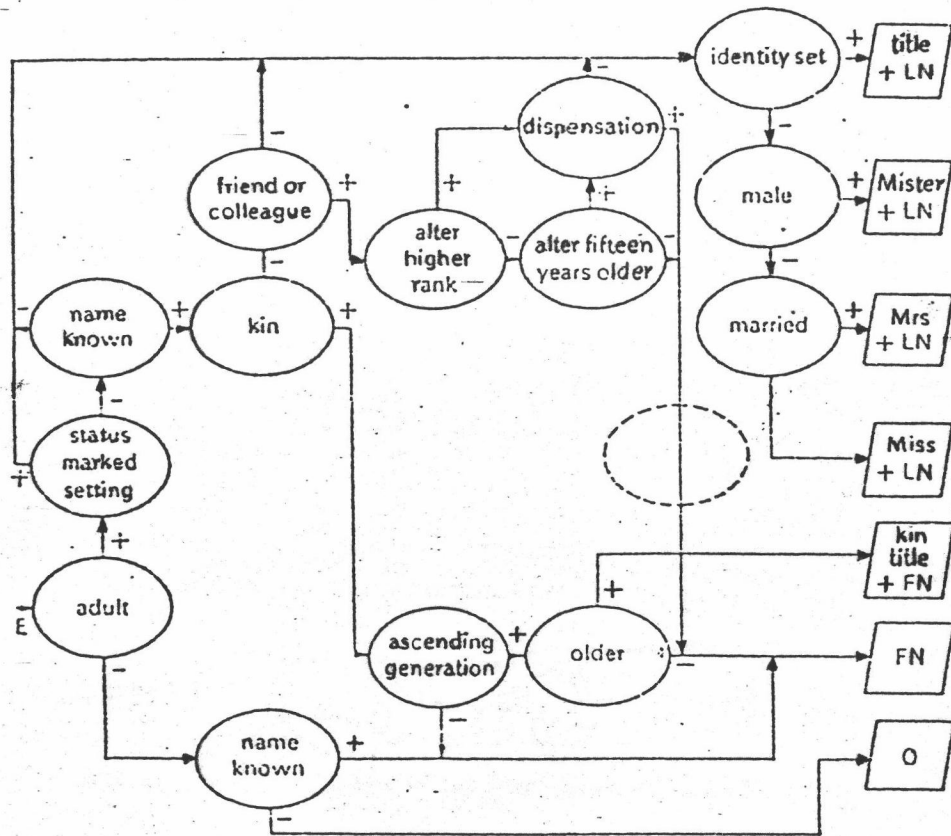 identity set
+
title
+ LN
–
–
–
dispensation
+
–
friend or
colleague
+
+
male
+
Mister
+ LN
alter
higher
rank
–
+
alter fifteen
years older
–
–
–
–
name
known
+
kin
+
married
+
Mrs
+ LN
–
status
marked
setting
+
Miss
+ LN
+
adult
E
kin
title
+ FN
+
–
ascending
generation
+
older
–
FN
–
name
known
+
O
–